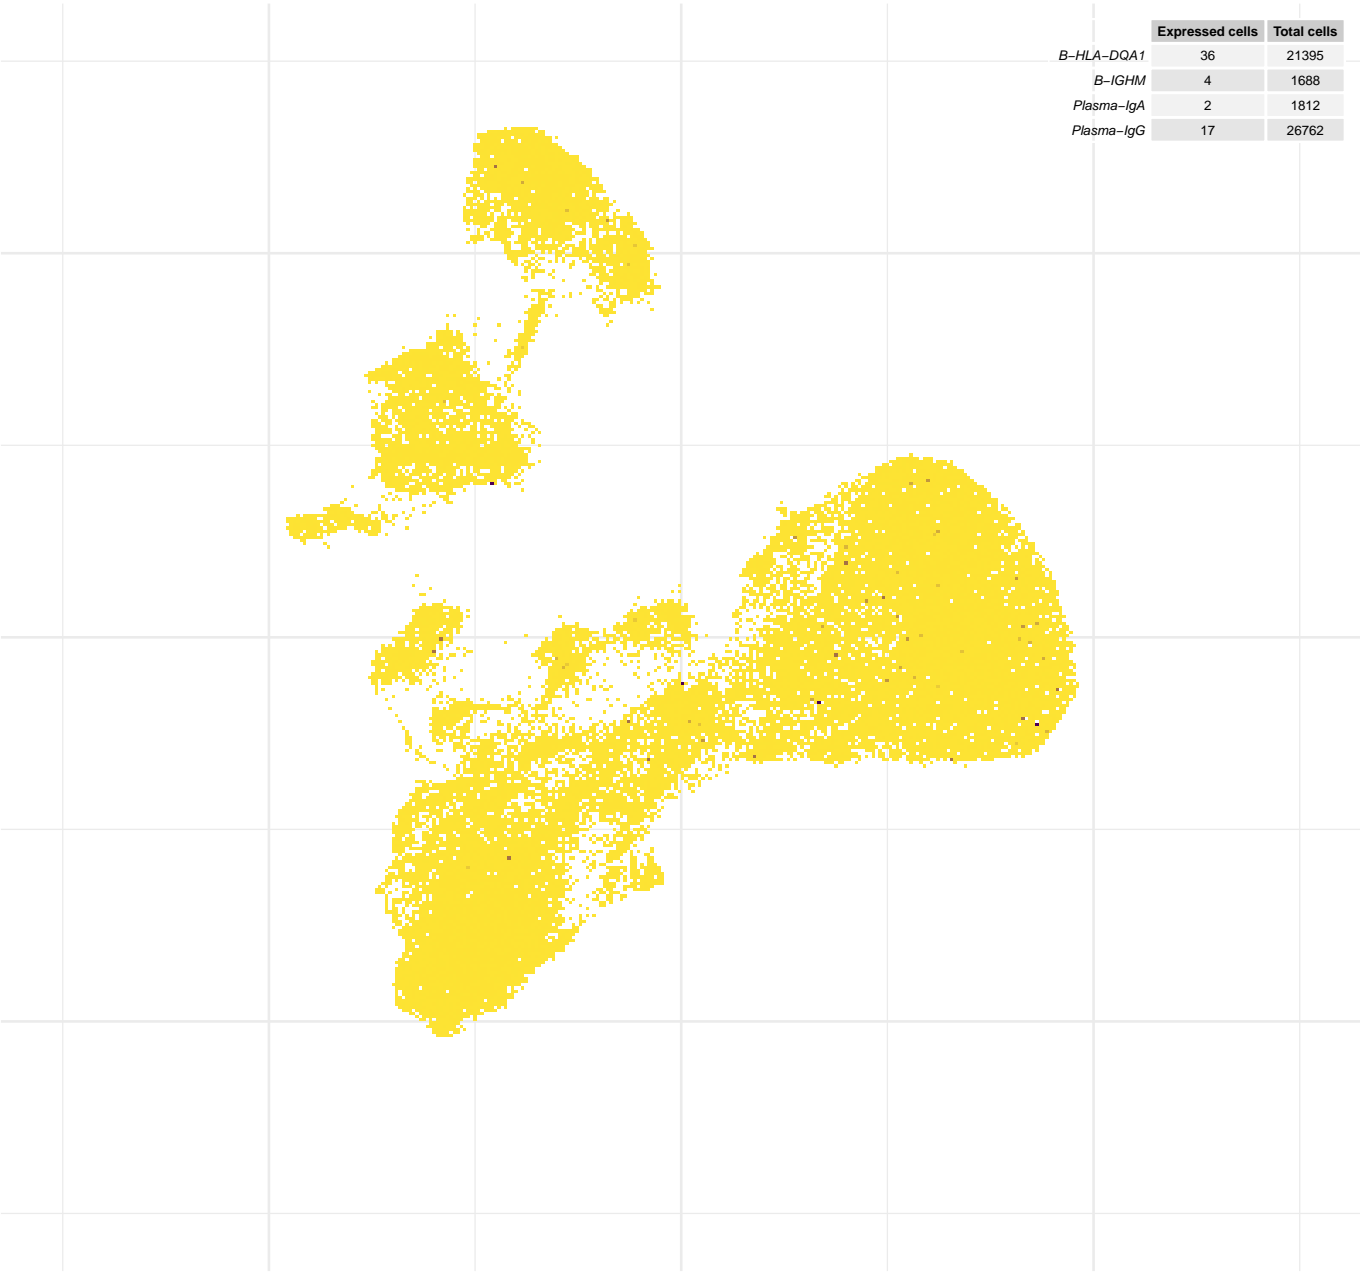 Expressed cells Total cells
B−HLA−DQA1 36 21395
B−IGHM 4 1688
Plasma−IgA 2 1812
Plasma−IgG 17 26762